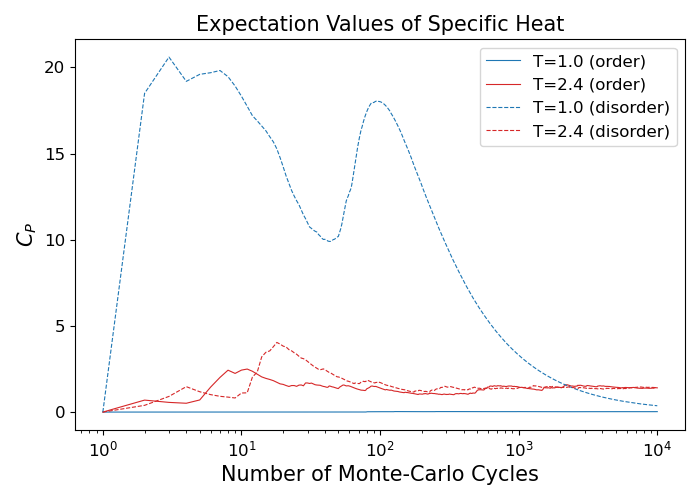 Expectation Values of Specific Heat
T=1.0 (order)
T=2.4 (order)
T=1.0 (disorder)
T=2.4 (disorder)
20
15
10
5
0
C_P
10^0
10^1
10^2
10^3
10^4
Number of Monte-Carlo Cycles